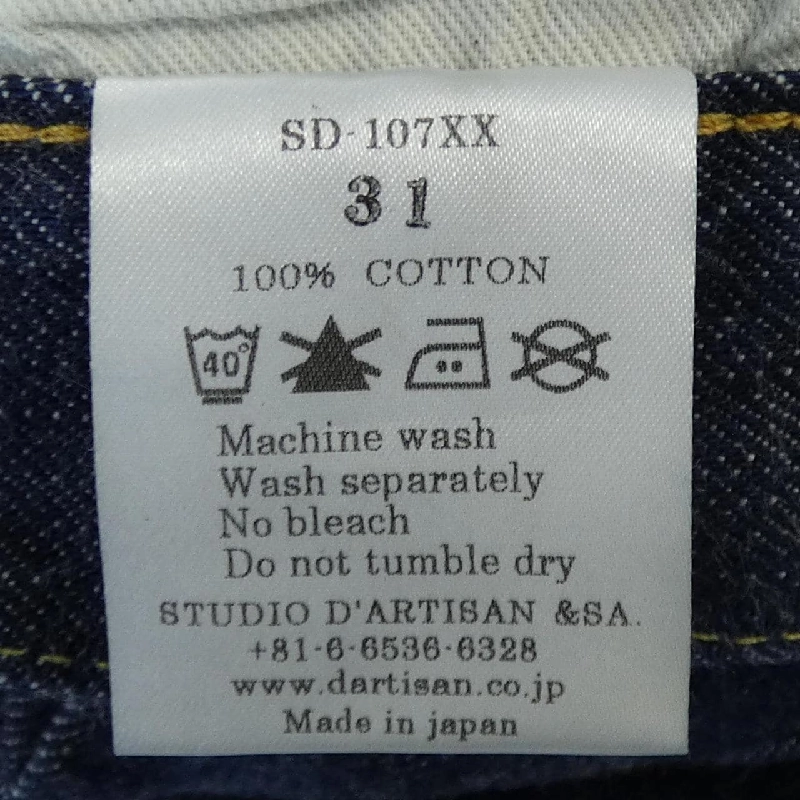 SD-107XX
31
100% COTTON
40°
Machine wash
Wash separately
No bleach
Do not tumble dry
STUDIO D'ARTISAN &SA.
+81-6-6536-6328
www.dartisan.co.jp
Made in japan